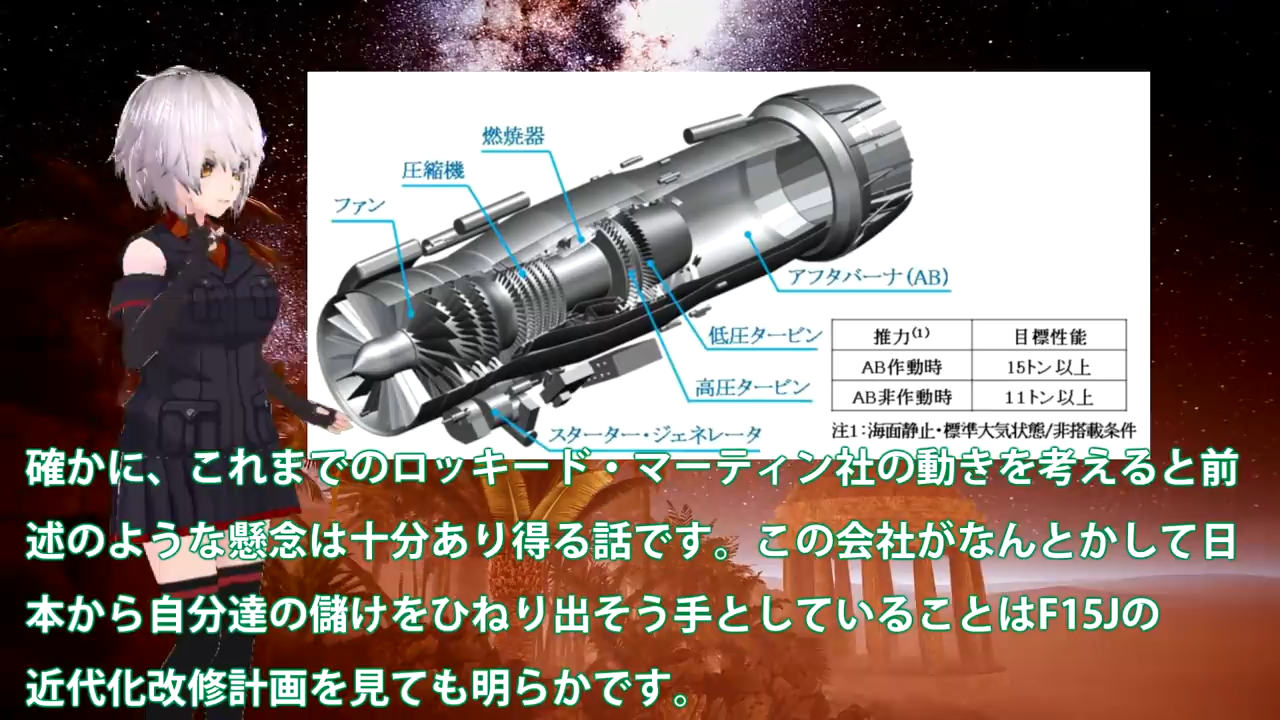 燃焼器
圧縮機
ファン
アフタバーナ(AB)
低圧タービン
高圧タービン
スターター・ジェネレータ
推力(1) 目標性能
AB作動時 15トン以上
AB非作動時 11トン以上
注1:海面静止・標準大気状態/非搭載条件
確かに、これまでのロッキード・マーティン社の動きを考えると前
述のような懸念は十分あり得る話です。この会社がなんとかして日
本から自分達の儲けをひねり出そう手としていることはF15Jの
近代化改修計画を見ても明らかです。